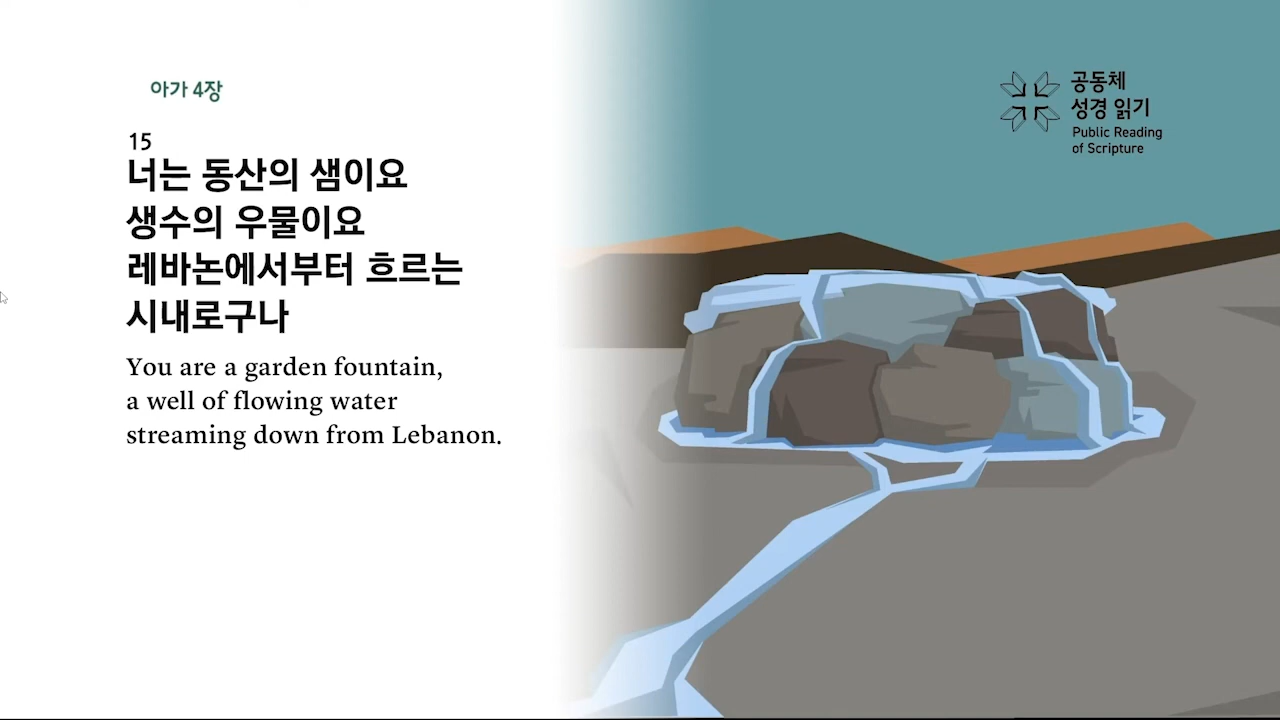 아가 4장
15
너는 동산의 샘이요
생수의 우물이요
레바논에서부터 흐르는
시내로구나
You are a garden fountain,
a well of flowing water
streaming down from Lebanon.
공동체
성경 읽기
Public Reading
of Scripture